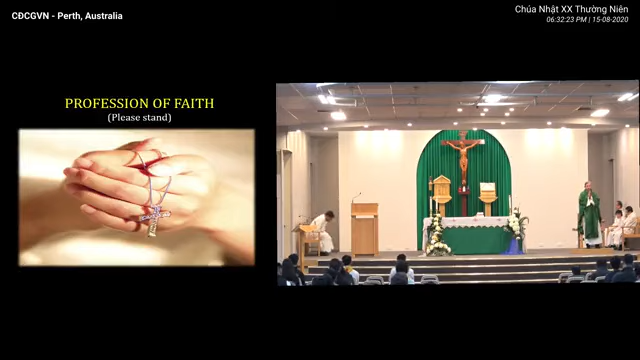 CĐCGVN - Perth, Australia
Chúa Nhật XX Thường Niên
06:32:23 PM | 15-08-2020
PROFESSION OF FAITH
(Please stand)